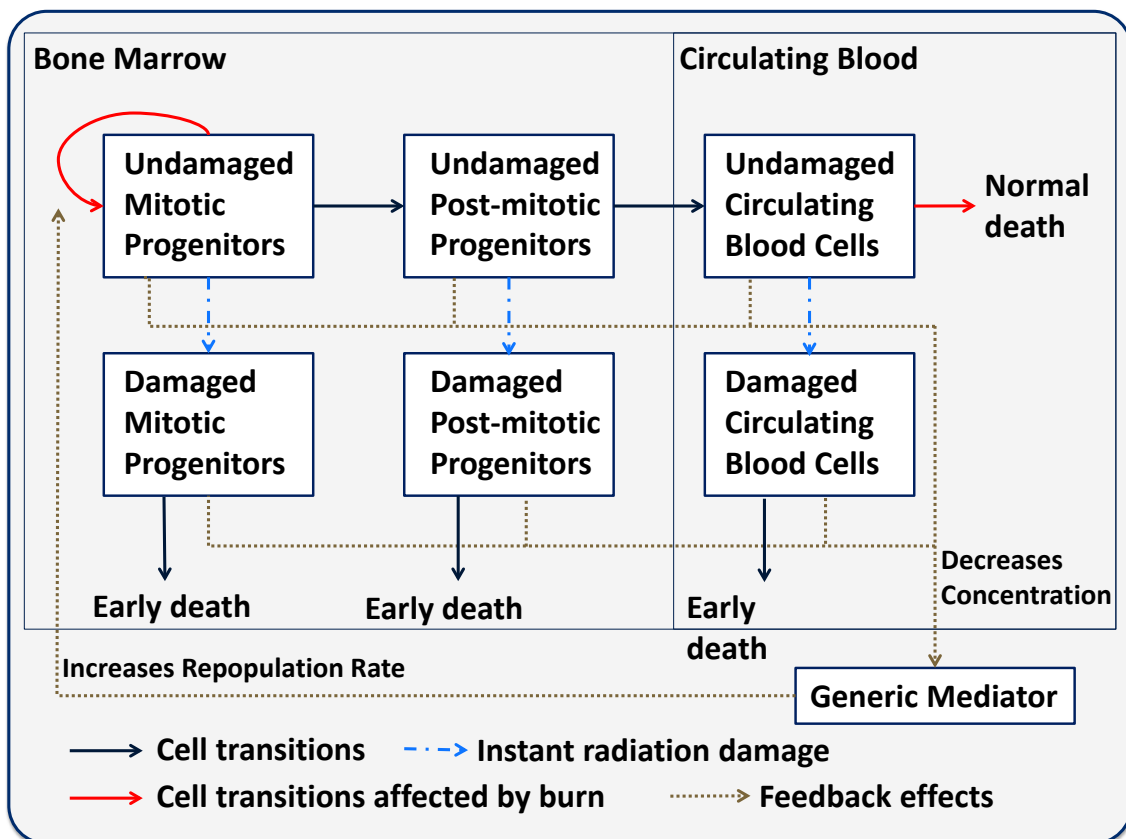 Bone Marrow
Circulating Blood
Undamaged
Mitotic
Progenitors
Undamaged
Post-mitotic
Progenitors
Undamaged
Circulating
Blood Cells
Normal
death
Damaged
Mitotic
Progenitors
Damaged
Post-mitotic
Progenitors
Damaged
Circulating
Blood Cells
Early death
Early death
Early
death
Decreases
Concentration
Increases Repopulation Rate
Generic Mediator
Cell transitions
Instant radiation damage
Cell transitions affected by burn
Feedback effects